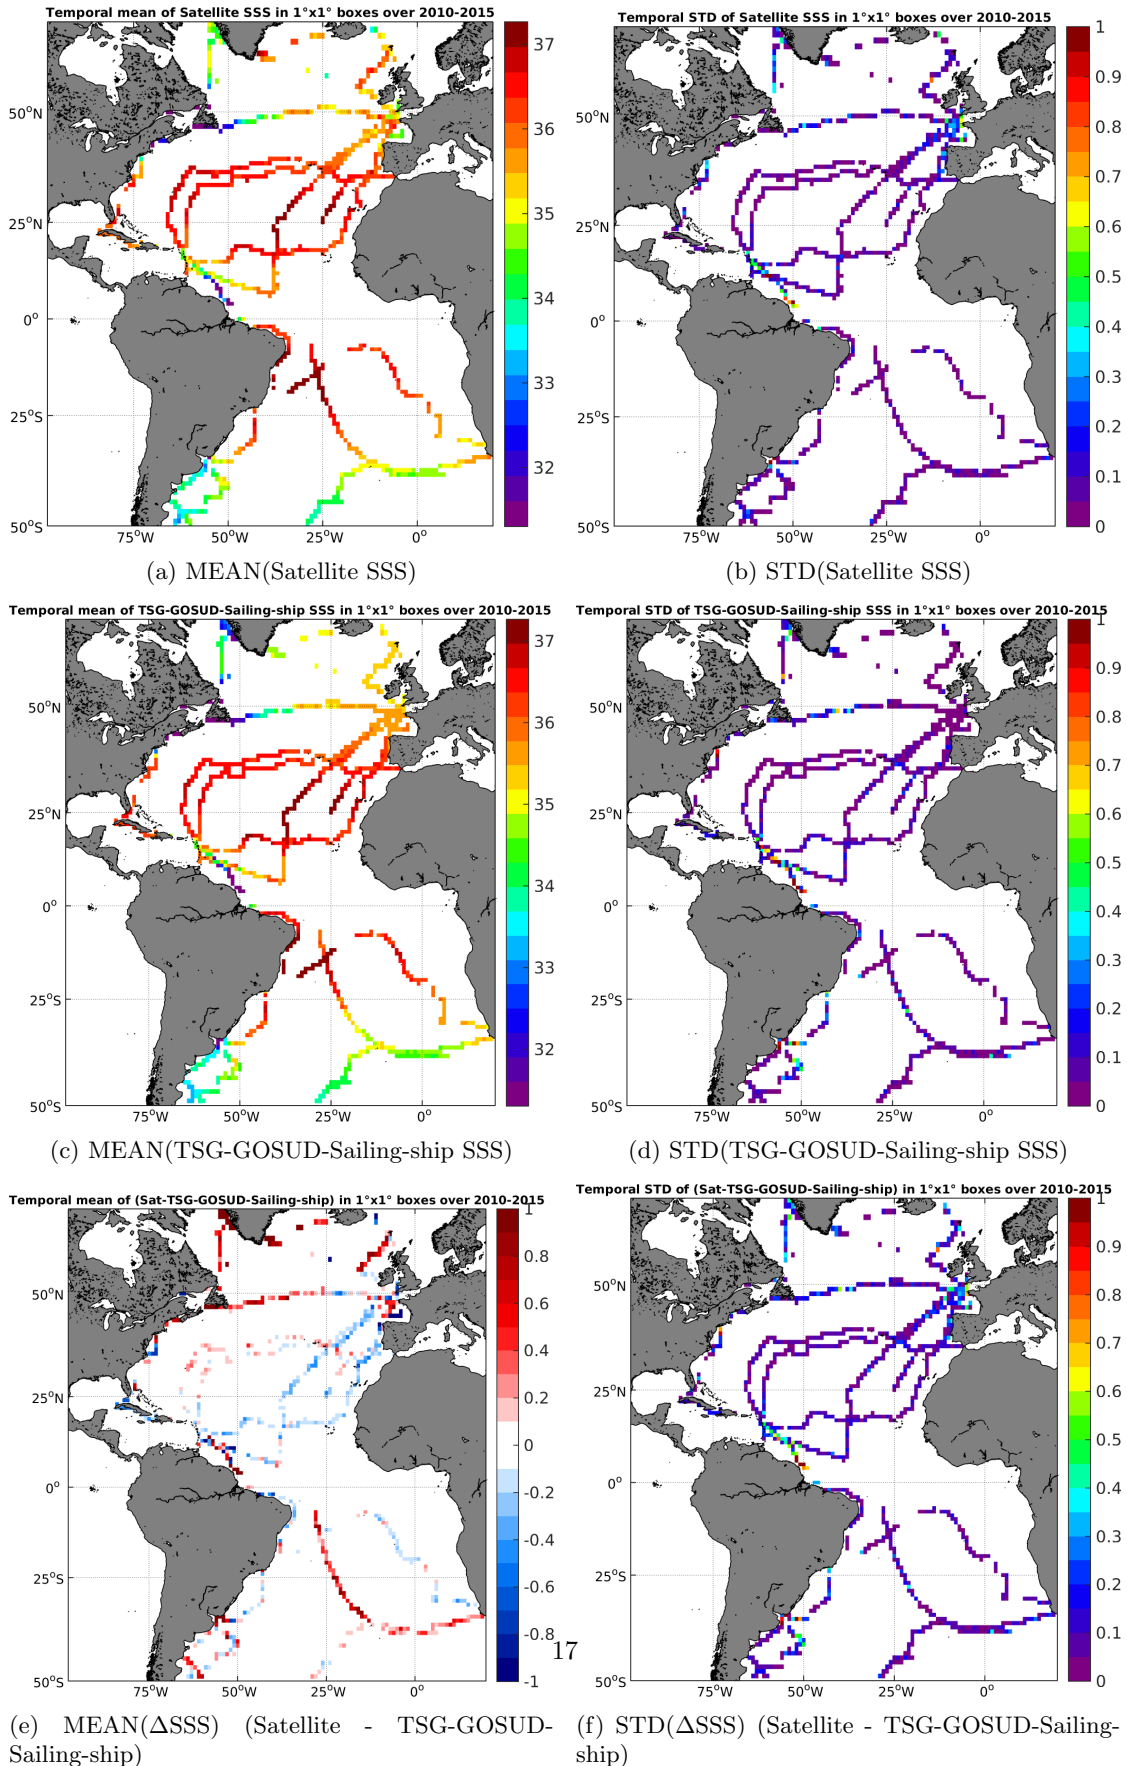 Temporal mean of Satellite SSS in 1°x1° boxes over 2010-2015
50°N
25°N
0°
25°S
50°S
75°W
50°W
25°W
0°
37
36
35
34
33
32
(a) MEAN(Satellite SSS)
Temporal STD of Satellite SSS in 1°x1° boxes over 2010-2015
50°N
25°N
0°
25°S
50°S
75°W
50°W
25°W
0°
1
0.9
0.8
0.7
0.6
0.5
0.4
0.3
0.2
0.1
0
(b) STD(Satellite SSS)
Temporal mean of TSG-GOSUD-Sailing-ship SSS in 1°x1° boxes over 2010-2015
50°N
25°N
0°
25°S
50°S
75°W
50°W
25°W
0°
37
36
35
34
33
32
(c) MEAN(TSG-GOSUD-Sailing-ship SSS)
Temporal STD of TSG-GOSUD-Sailing-ship SSS in 1°x1° boxes over 2010-2015
50°N
25°N
0°
25°S
50°S
75°W
50°W
25°W
0°
1
0.9
0.8
0.7
0.6
0.5
0.4
0.3
0.2
0.1
0
(d) STD(TSG-GOSUD-Sailing-ship SSS)
Temporal mean of (Sat-TSG-GOSUD-Sailing-ship) in 1°x1° boxes over 2010-2015
50°N
25°N
0°
25°S
50°S
75°W
50°W
25°W
0°
1
0.8
0.6
0.4
0.2
0
-0.2
-0.4
-0.6
-0.8
-1
(e) MEAN(ΔSSS) (Satellite - TSG-GOSUD-
Sailing-ship)
Temporal STD of (Sat-TSG-GOSUD-Sailing-ship) in 1°x1° boxes over 2010-2015
50°N
25°N
0°
25°S
50°S
75°W
50°W
25°W
0°
1
0.9
0.8
0.7
0.6
0.5
0.4
0.3
0.2
0.1
0
(f) STD(ΔSSS) (Satellite - TSG-GOSUD-Sailing-
ship)
17